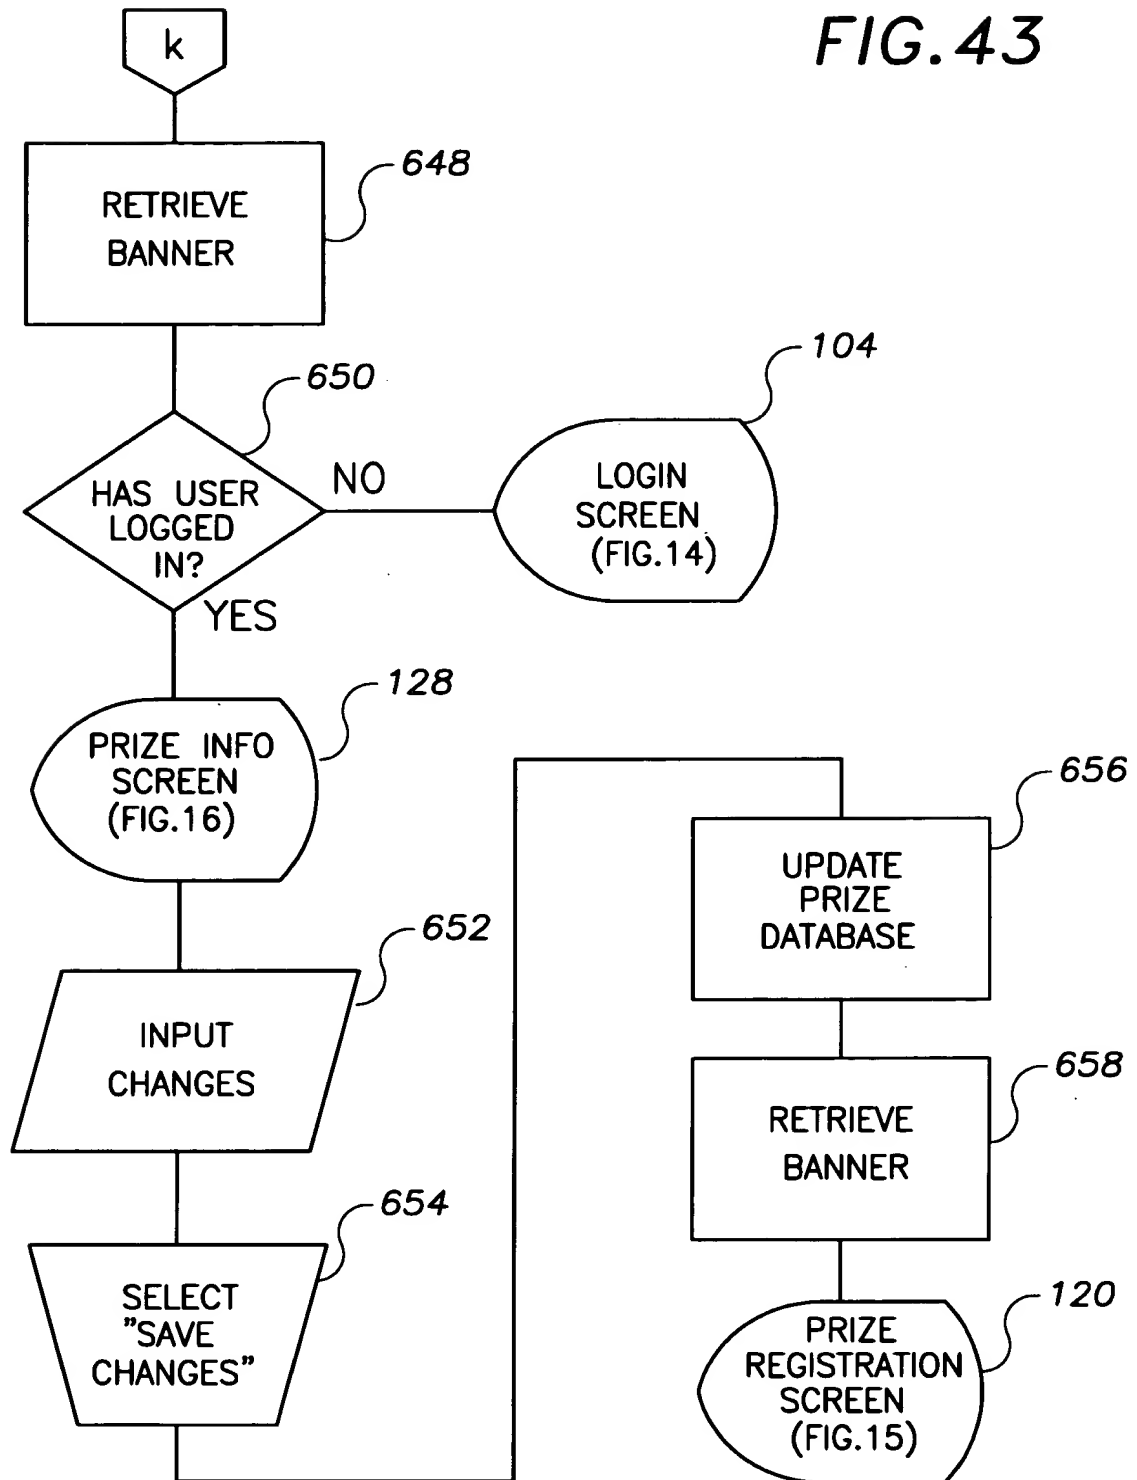 FIG. 43
k
648
RETRIEVE
BANNER
650
104
HAS USER
LOGGED
IN?
NO
LOGIN
SCREEN
(FIG.14)
YES
128
PRIZE INFO
SCREEN
(FIG.16)
652
INPUT
CHANGES
654
SELECT
"SAVE
CHANGES"
656
UPDATE
PRIZE
DATABASE
658
RETRIEVE
BANNER
120
PRIZE
REGISTRATION
SCREEN
(FIG.15)